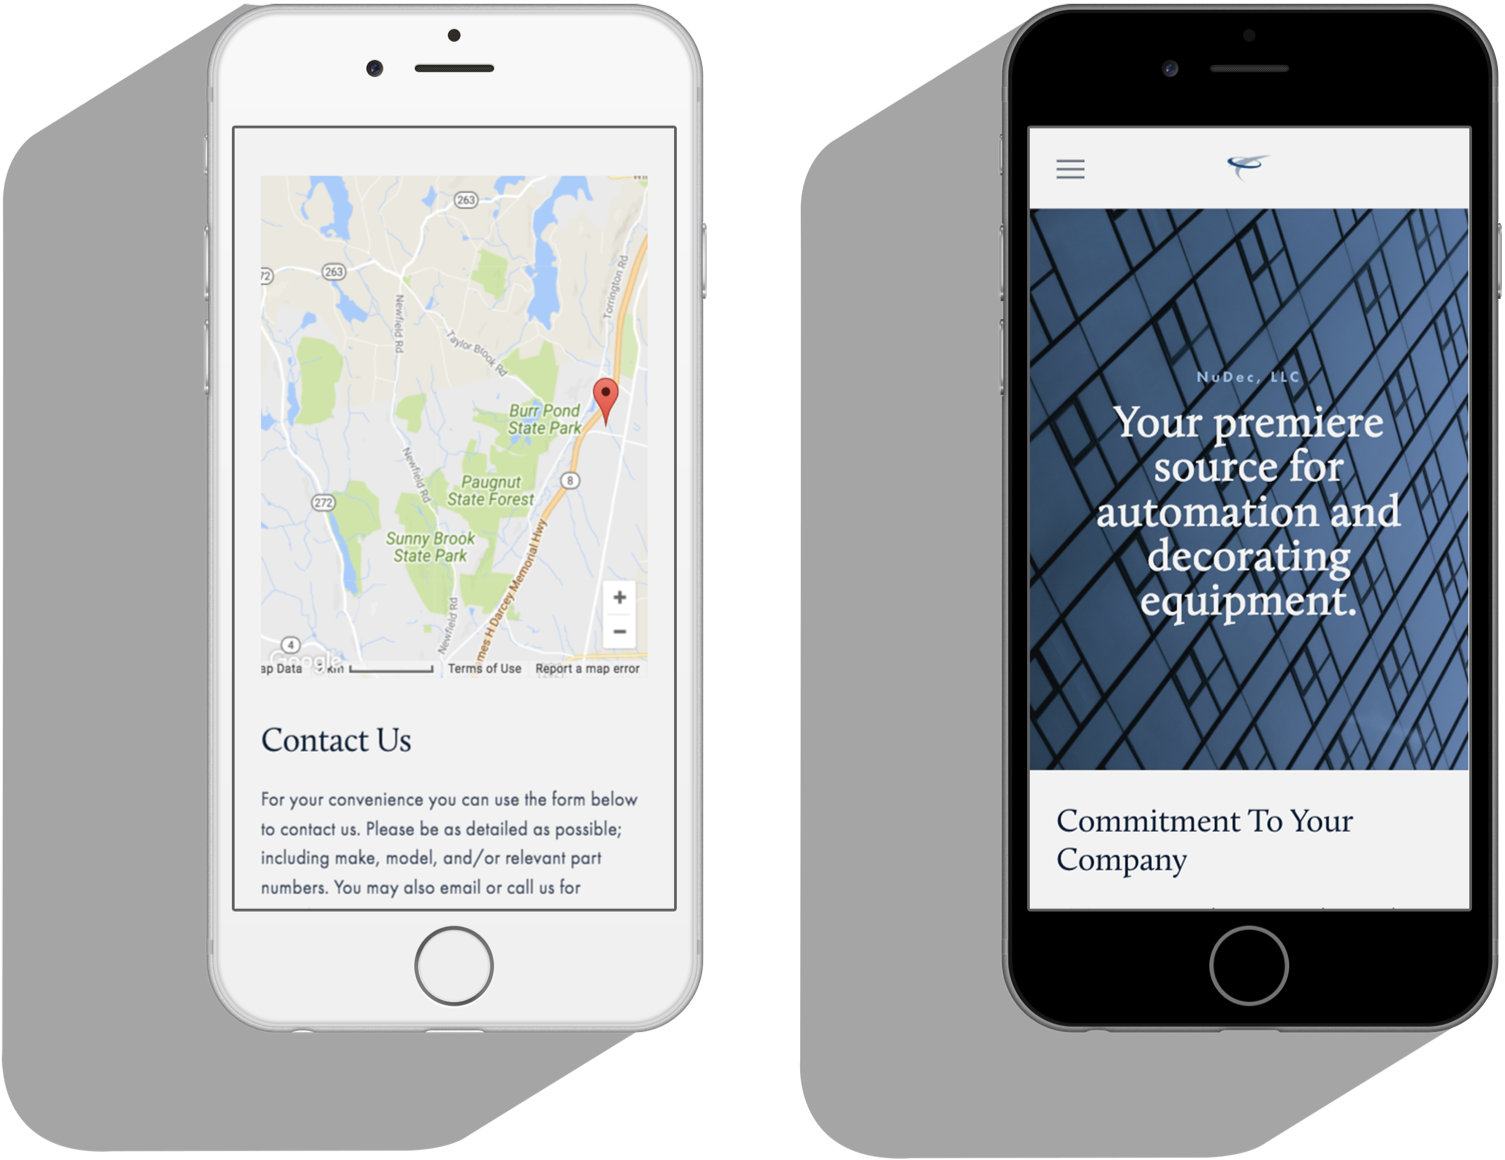 263
263
72
Torrington Rd
Newfield Rd
Taylor Brook Rd
Burr Pond
State Park
Newfield Rd
Paugnut
State Forest
8
272
Sunny Brook
State Park
mes H Darcey Memorial Hwy
Newfield Rd
+
−
4
Google
ap Data
km
Terms of Use
Report a map error
Contact Us
For your convenience you can use the form below
to contact us. Please be as detailed as possible;
including make, model, and/or relevant part
numbers. You may also email or call us for
NuDec, LLC
Your premiere
source for
automation and
decorating
equipment.
Commitment To Your
Company